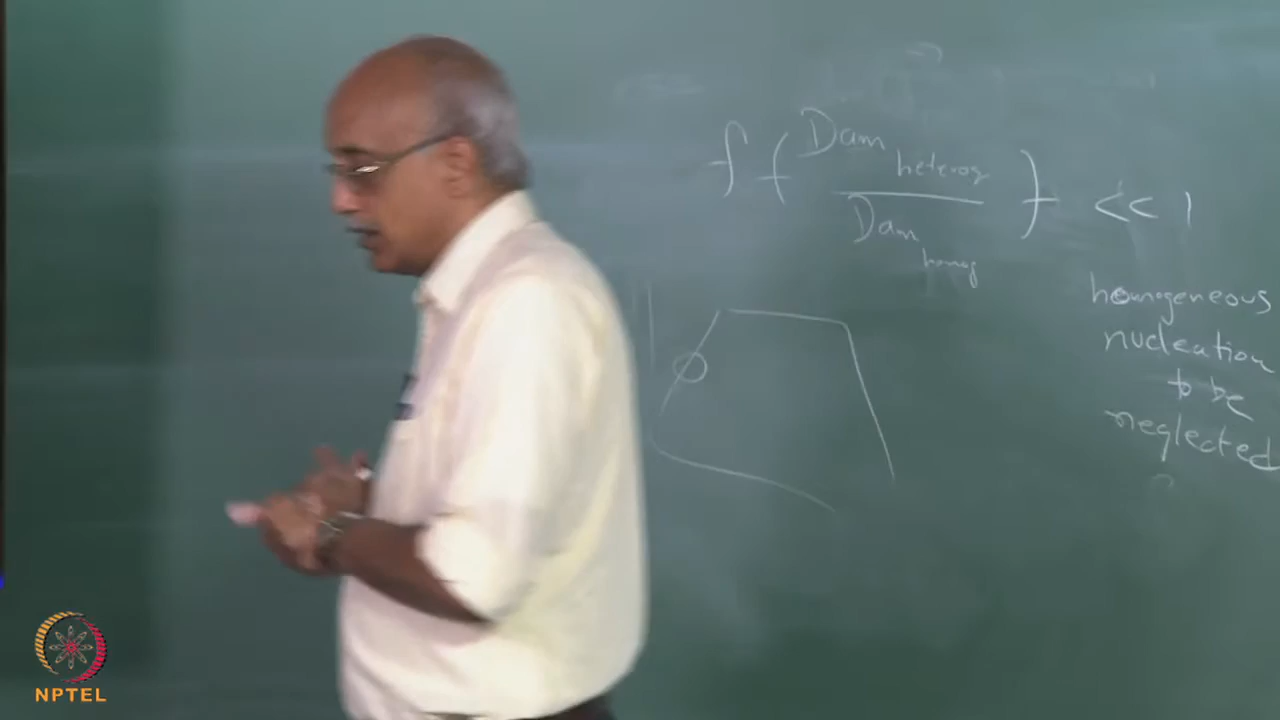 f { Dam heterog / Dam homog } << 1
homogeneous
nucleation
to be
neglected
NPTEL